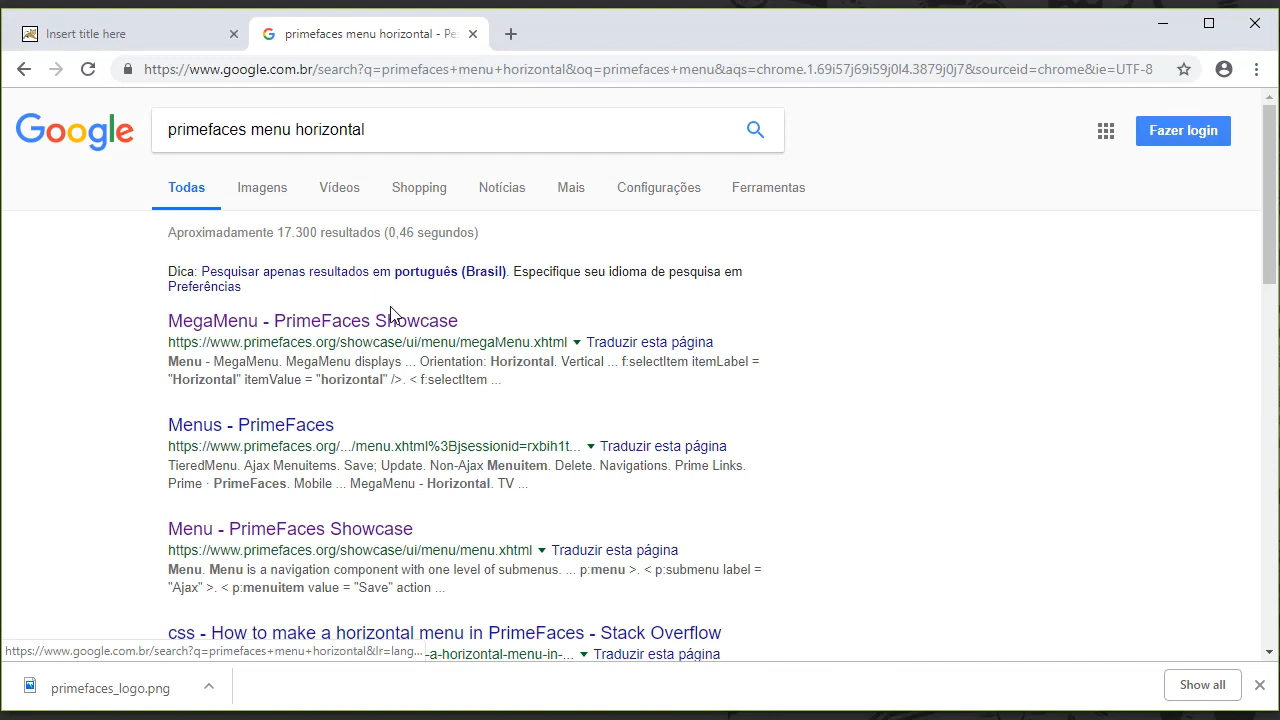 Insert title here
primefaces menu horizontal - Pe
https://www.google.com.br/search?q=primefaces+menu+horizontal&oq=primefaces+menu&aqs=chrome.1.69i57j69i59j0l4.3879j0j7&sourceid=chrome&ie=UTF-8
Google
primefaces menu horizontal
Fazer login
Todas Imagens Vídeos Shopping Notícias Mais Configurações Ferramentas
Aproximadamente 17.300 resultados (0,46 segundos)
Dica: Pesquisar apenas resultados em português (Brasil). Especifique seu idioma de pesquisa em
Preferências
MegaMenu - PrimeFaces Showcase
https://www.primefaces.org/showcase/ui/menu/megaMenu.xhtml Traduzir esta página
Menu - MegaMenu. MegaMenu displays ... Orientation: Horizontal. Vertical ... f:selectItem itemLabel =
"Horizontal" itemValue = "horizontal" />. < f:selectItem ...
Menus - PrimeFaces
https://www.primefaces.org/.../menu.xhtml%3Bjsessionid=rxbih1t... Traduzir esta página
TieredMenu. Ajax Menuitems. Save; Update. Non-Ajax Menuitem. Delete. Navigations. Prime Links.
Prime · PrimeFaces. Mobile ... MegaMenu - Horizontal. TV ...
Menu - PrimeFaces Showcase
https://www.primefaces.org/showcase/ui/menu/menu.xhtml Traduzir esta página
Menu. Menu is a navigation component with one level of submenus. ... p:menu >. < p:submenu label =
"Ajax" >. < p:menuitem value = "Save" action ...
css - How to make a horizontal menu in PrimeFaces - Stack Overflow
-a-horizontal-menu-in-... Traduzir esta página
https://www.google.com.br/search?q=primefaces+menu+horizontal&lr=lang...
primefaces_logo.png
Show all